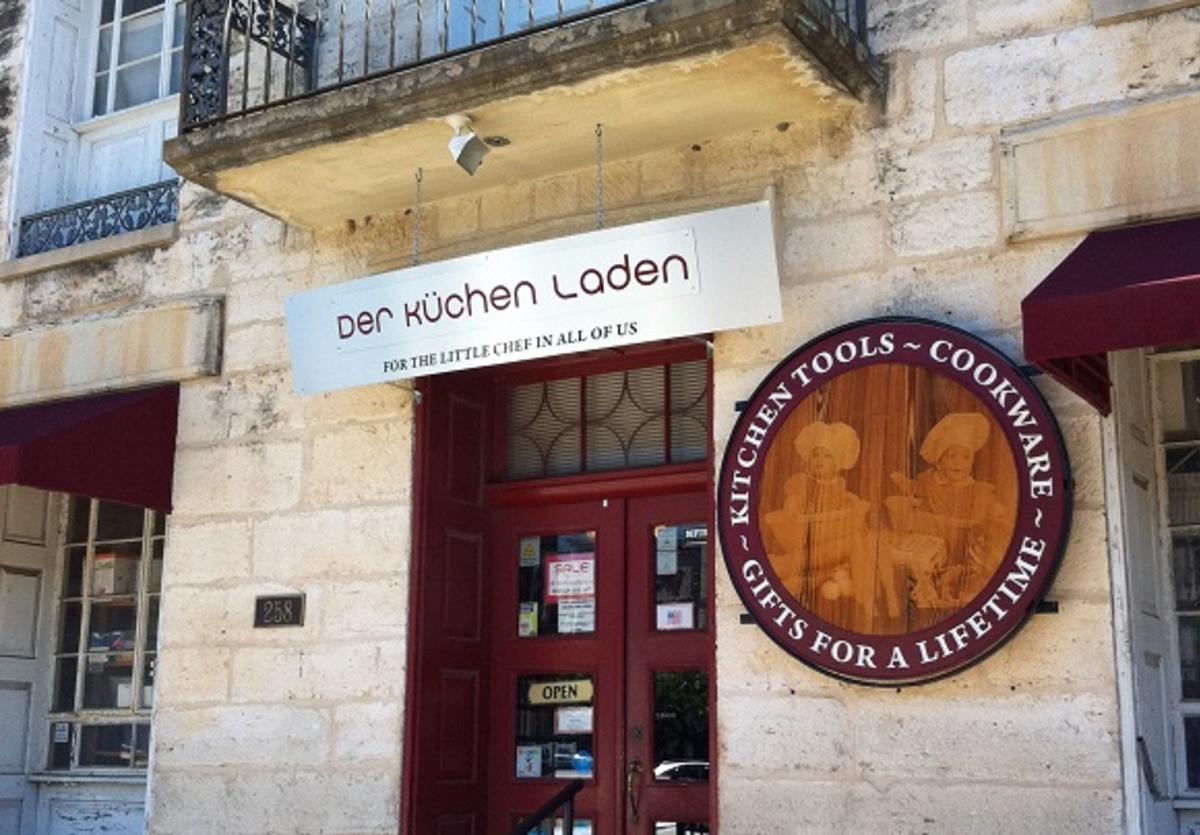 Der Küchen Laden
FOR THE LITTLE CHEF IN ALL OF US
KITCHEN TOOLS ~ COOKWARE ~
~ GIFTS FOR A LIFETIME
258
SALE
OPEN